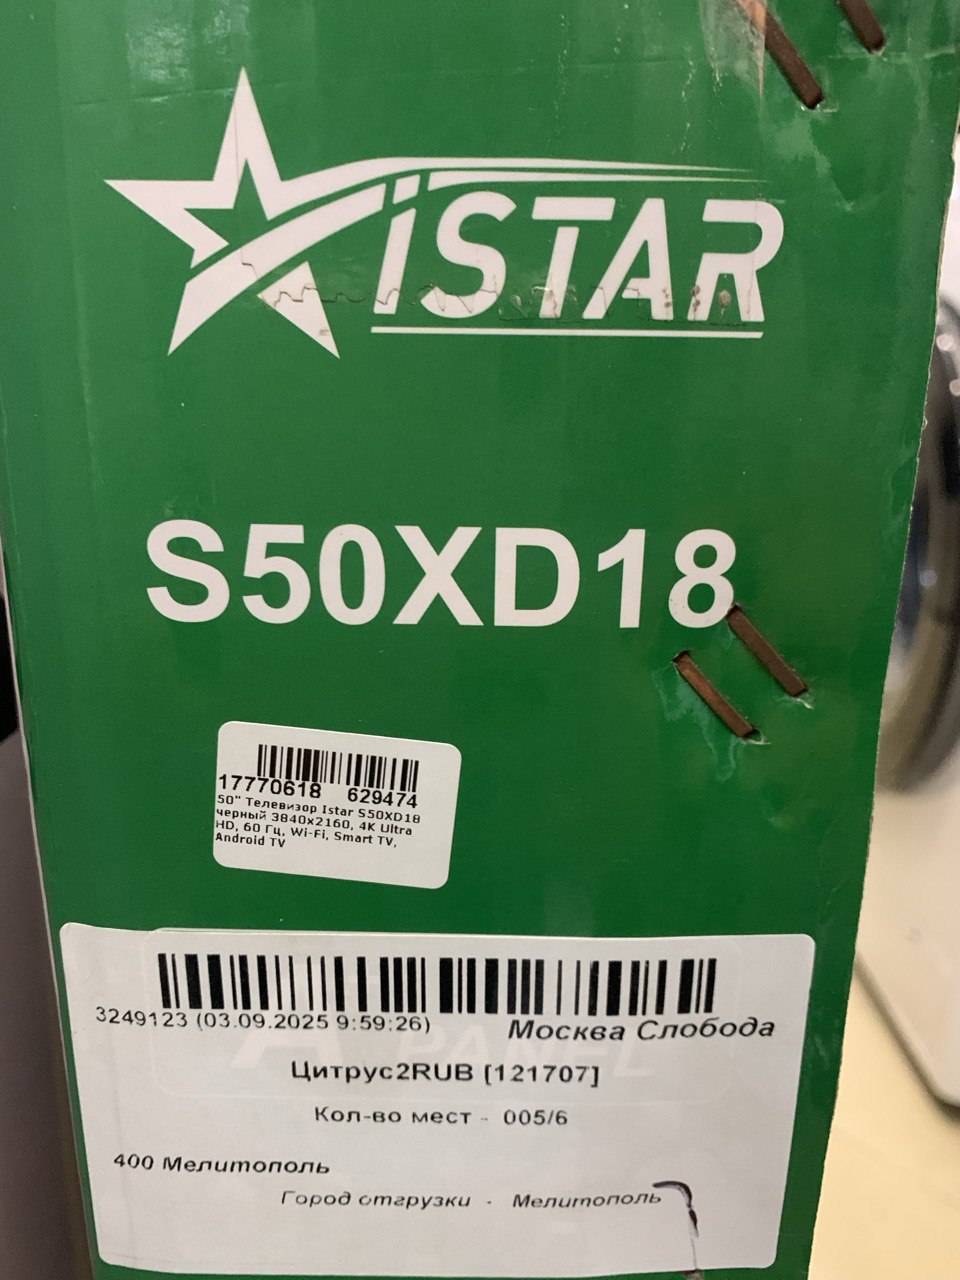 iSTAR
S50XD18
17770618 629474
50" Телевизор Istar S50XD18
черный 3840x2160, 4K Ultra
HD, 60 Гц, Wi-Fi, Smart TV,
Android TV
3249123 (03.09.2025 9:59:26)
Москва Слобода
Цитрус2RUB [121707]
Кол-во мест - 005/6
400 Мелитополь
Город отгрузки - Мелитополь